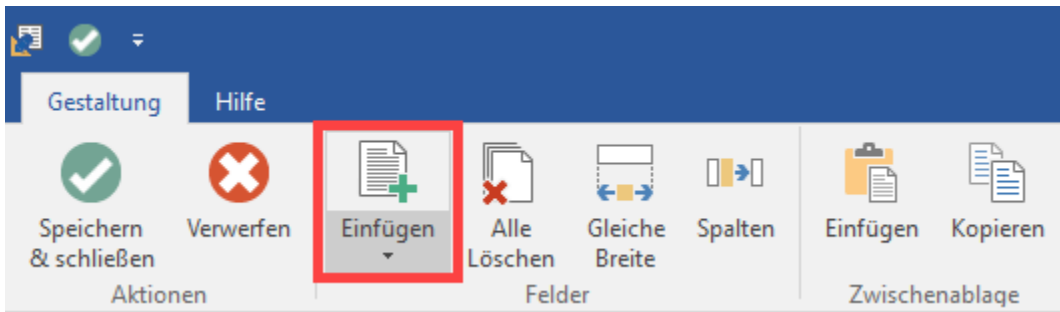 Gestaltung Hilfe
Speichern
& schließen
Verwerfen
Einfügen
Alle
Löschen
Gleiche
Breite
Spalten
Einfügen
Kopieren
Aktionen
Felder
Zwischenablage